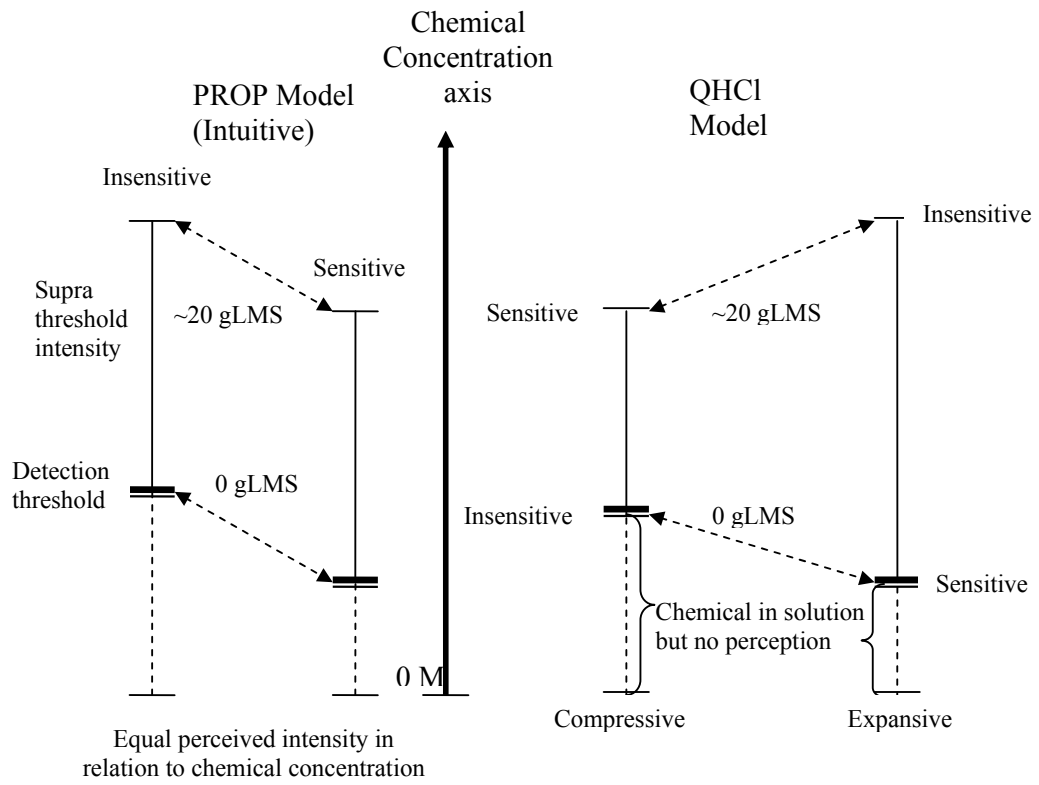 Chemical
Concentration
axis
PROP Model
(Intuitive)
QHCl
Model
Insensitive
Sensitive
Supra
threshold
intensity
~20 gLMS
Detection
threshold
0 gLMS
Insensitive
Sensitive
~20 gLMS
Insensitive
0 gLMS
Sensitive
Chemical in solution
but no perception
0 M
Compressive
Expansive
Equal perceived intensity in
relation to chemical concentration